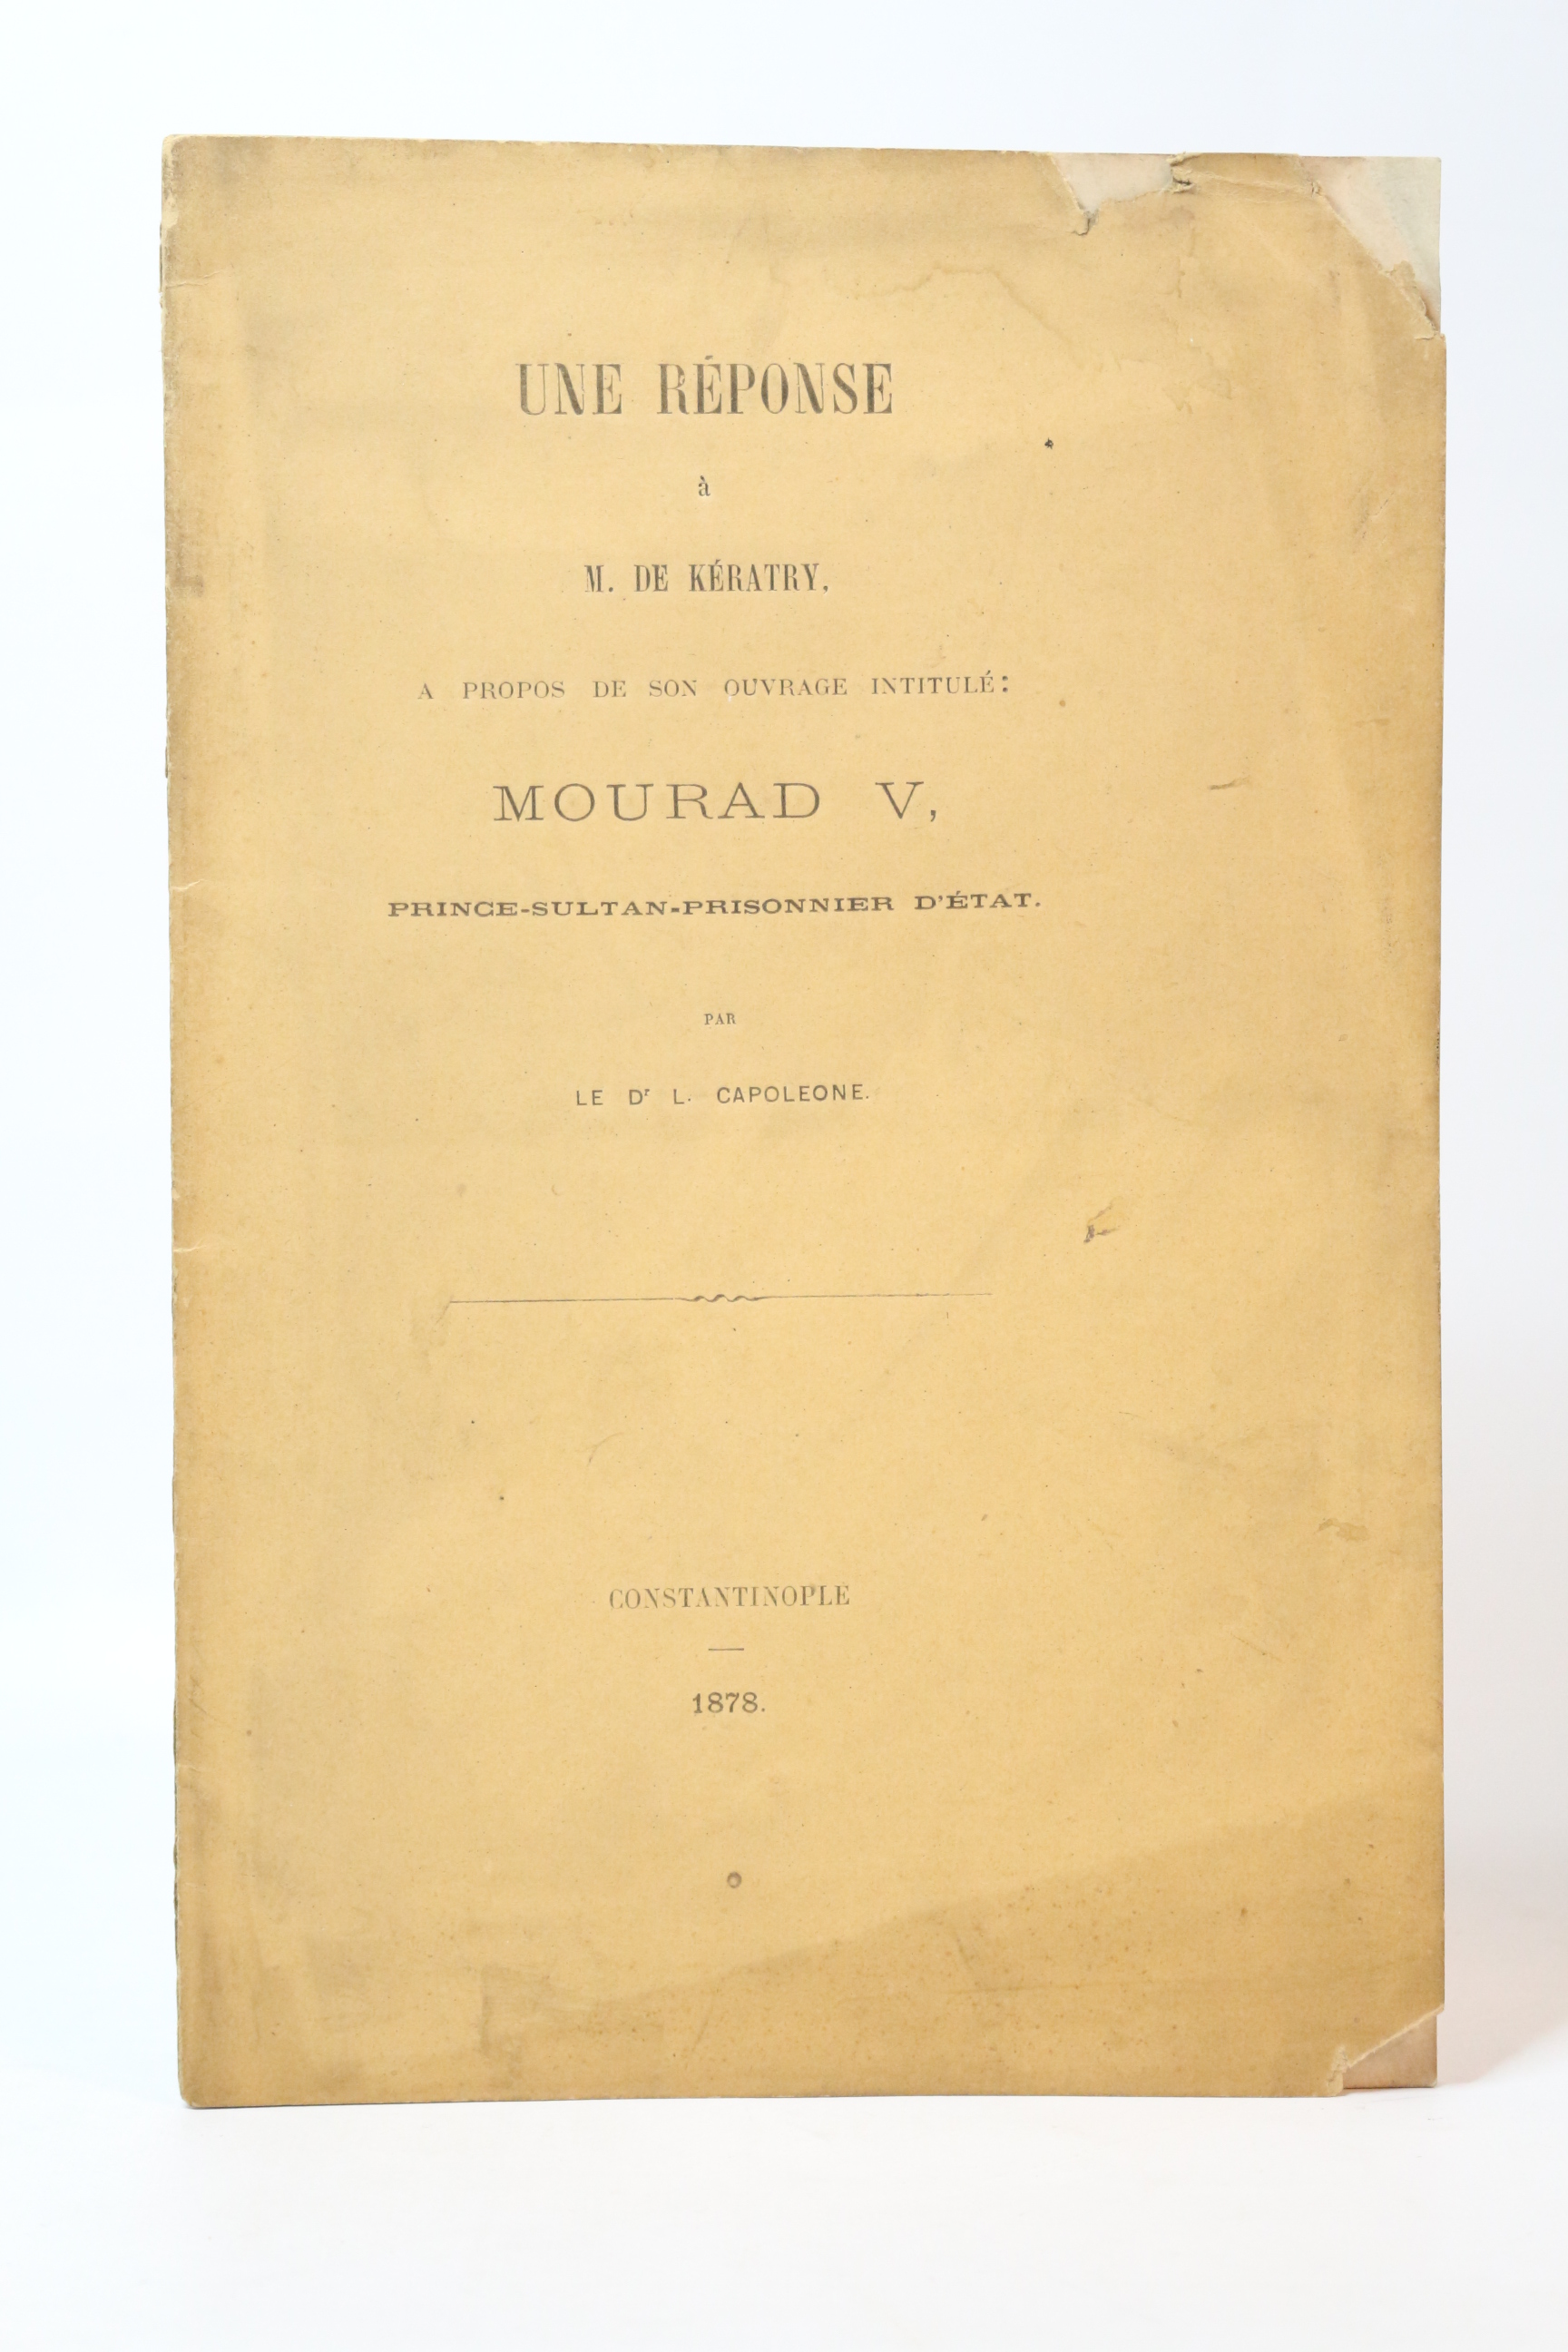 UNE RÉPONSE
à
M. DE KÉRATRY,
A PROPOS DE SON OUVRAGE INTITULÉ:
MOURAD V,
PRINCE-SULTAN-PRISONNIER D'ÉTAT.
PAR
LE Dr L. CAPOLEONE.
CONSTANTINOPLE
1878.